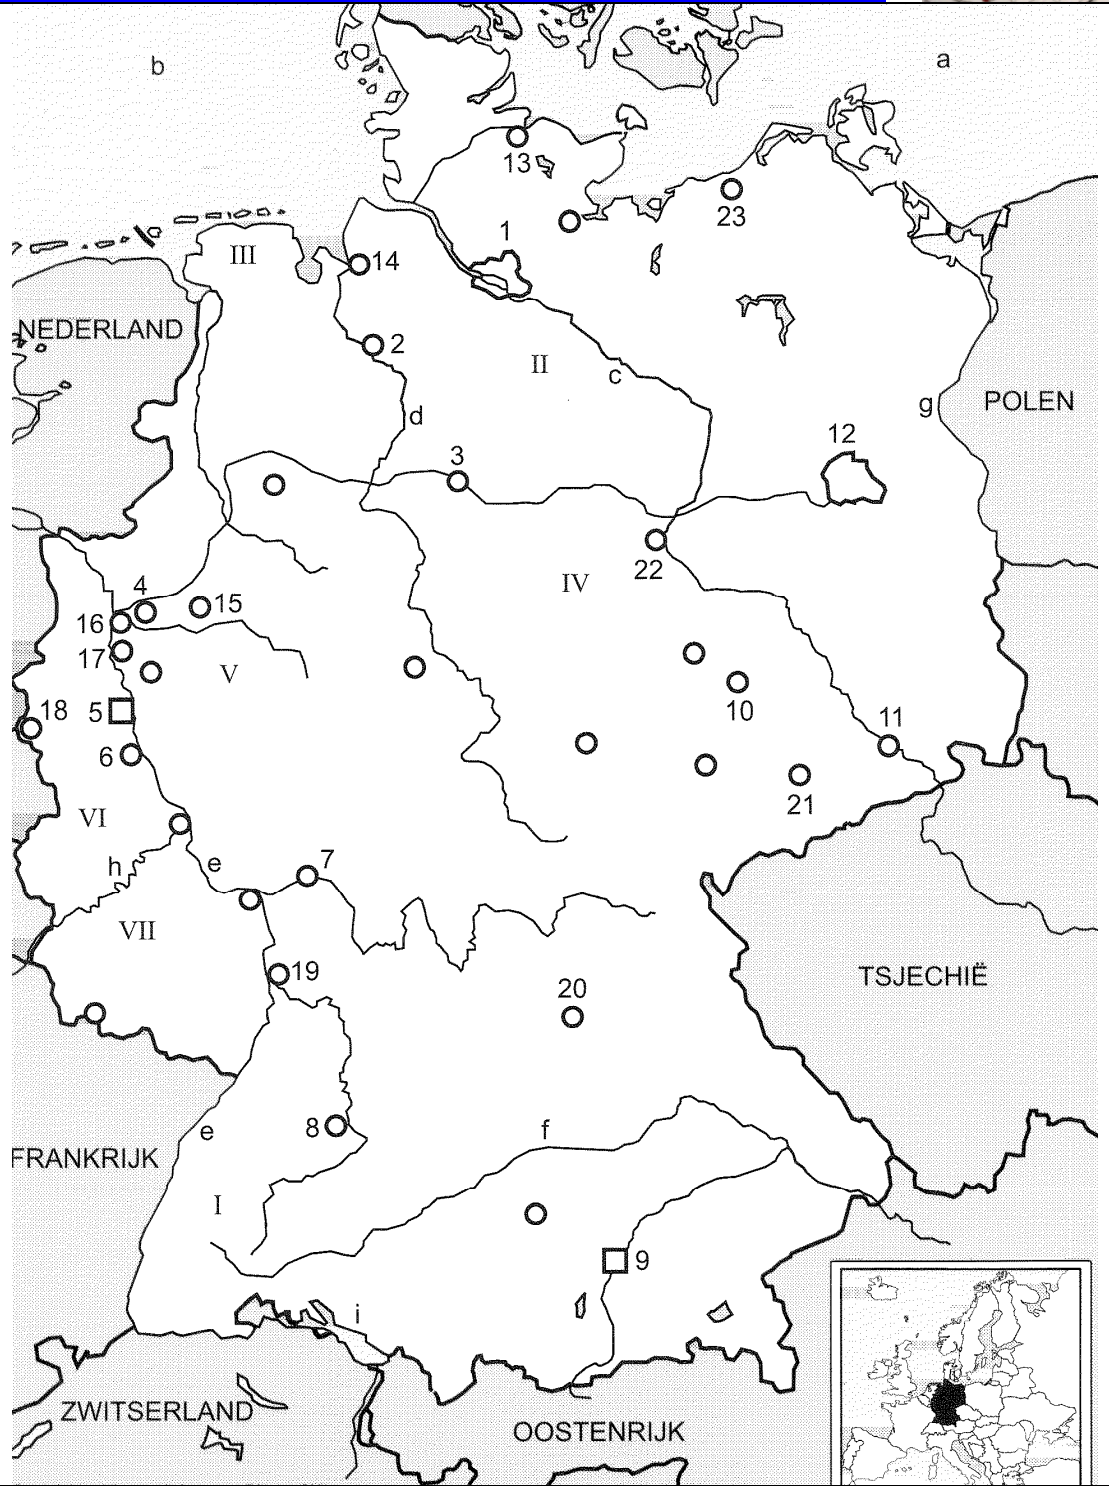 b
a
13
23
1
III
14
NEDERLAND
2
II
c
d
g
POLEN
12
3
22
IV
4
15
16
17
V
18
5
10
11
6
21
VI
h
e
7
VII
19
TSJECHIË
20
e
8
f
FRANKRIJK
I
9
i
ZWITSERLAND
OOSTENRIJK